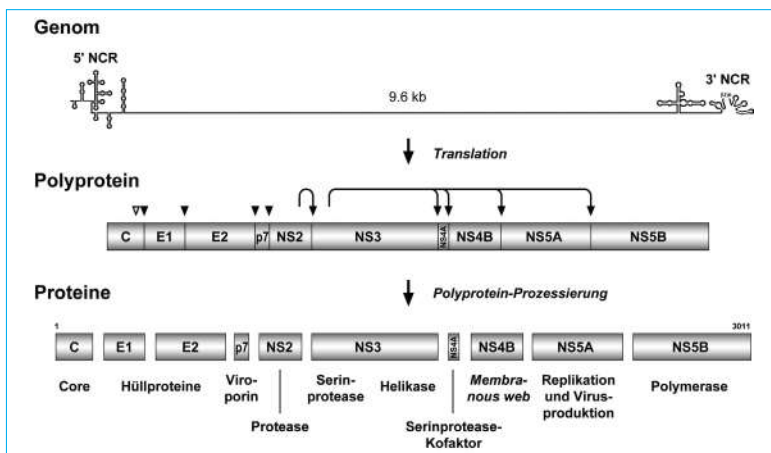 Genom
5' NCR
3' NCR
9.6 kb
Translation
Polyprotein
C E1 E2 p7 NS2 NS3 NS4A NS4B NS5A NS5B
Proteine
Polyprotein-Prozessierung
1 3011
C E1 E2 p7 NS2 NS3 NS4A NS4B NS5A NS5B
Core Hüllproteine Viro- Serin- Helikase Membra- Replikation Polymerase
poroin protease nous web und Virus-
produktion
Protease Serinprotease-
Kofaktor